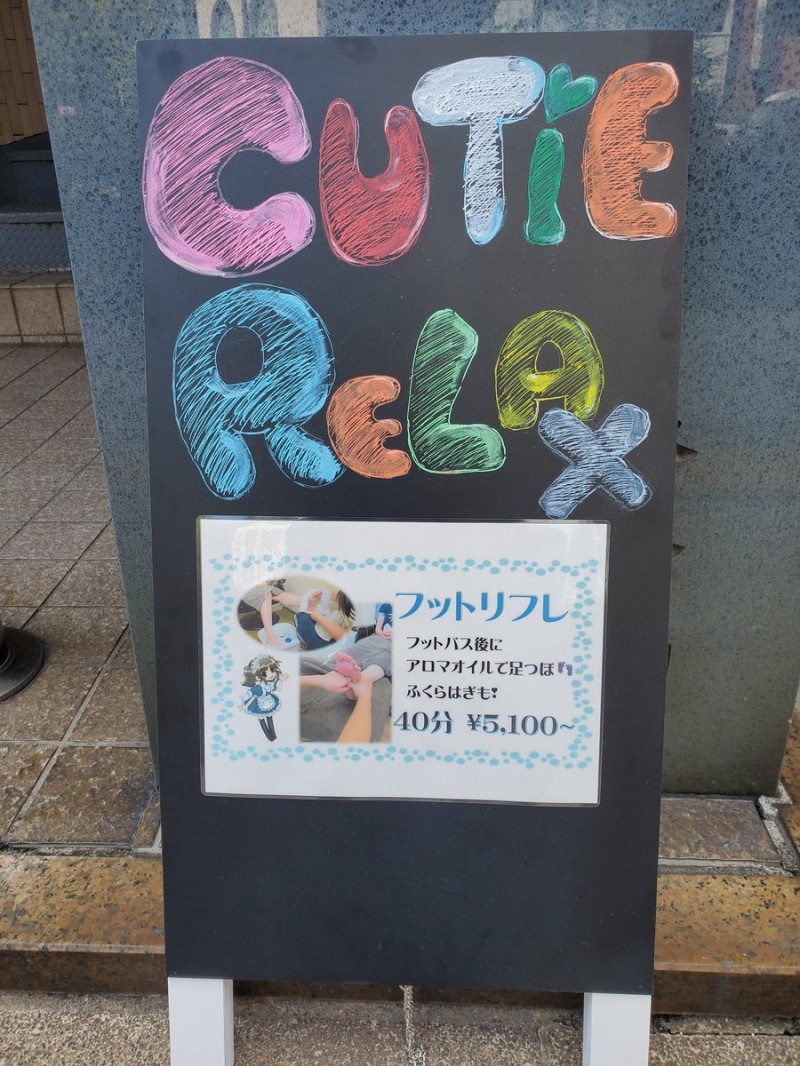 CUTiE
ReLAX
フットリフレ
フットバス後に
アロマオイルで足つぼ👣
ふくらはぎも❢
40分 ¥5,100~